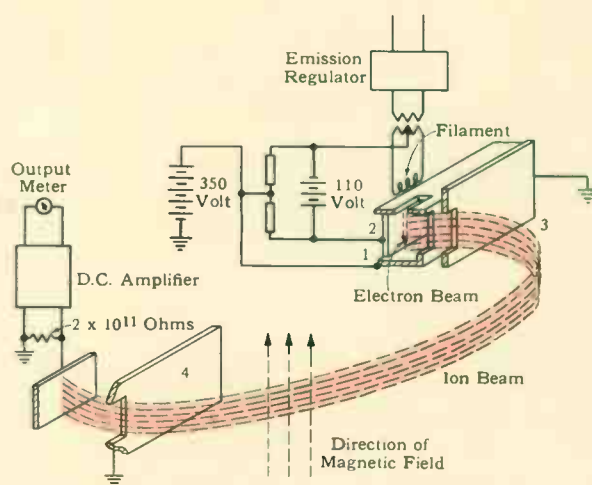 Emission
Regulator
Filament
Output
Meter
350
Volt
110
Volt
2
1
3
D.C. Amplifier
Electron Beam
2 x 10¹¹ Ohms
4
Ion Beam
Direction of
Magnetic Field